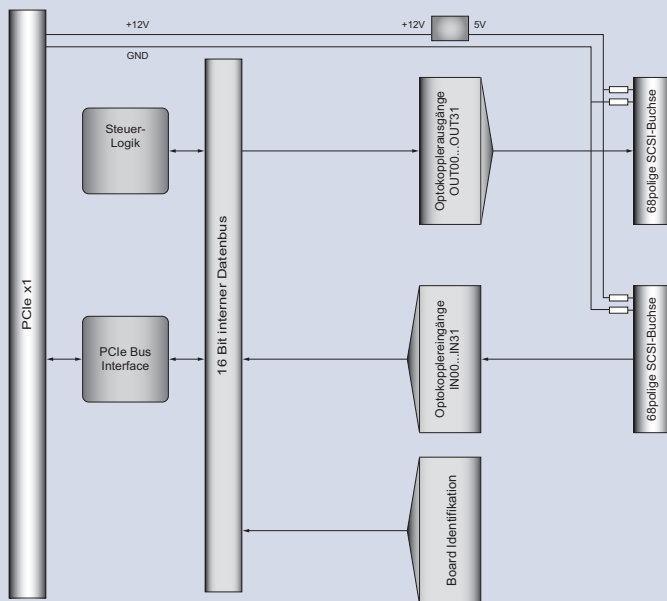 +12V
+12V
5V
GND
Steuer-
Logik
Optokopplerausgänge
OUT00...OUT31
68polige SCSI-Buchse
PCIe x1
16 Bit interner Datenbus
PCIe Bus
Interface
Optokopplereingänge
IN00...IN31
68polige SCSI-Buchse
Board Identifikation